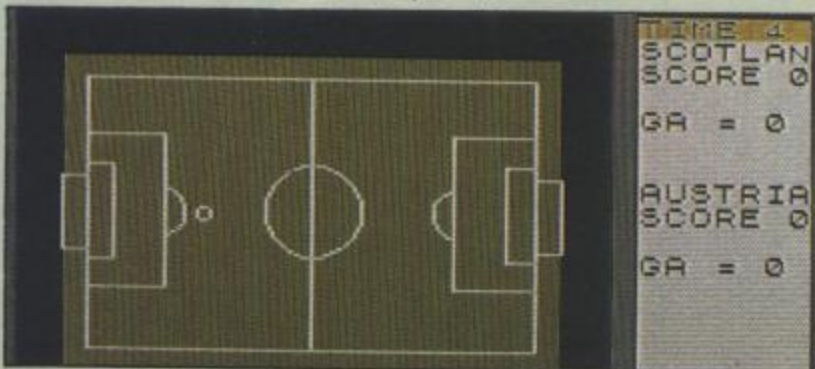 TIME 4
SCOTLAN
SCORE 0
GA = 0
AUSTRIA
SCORE 0
GA = 0